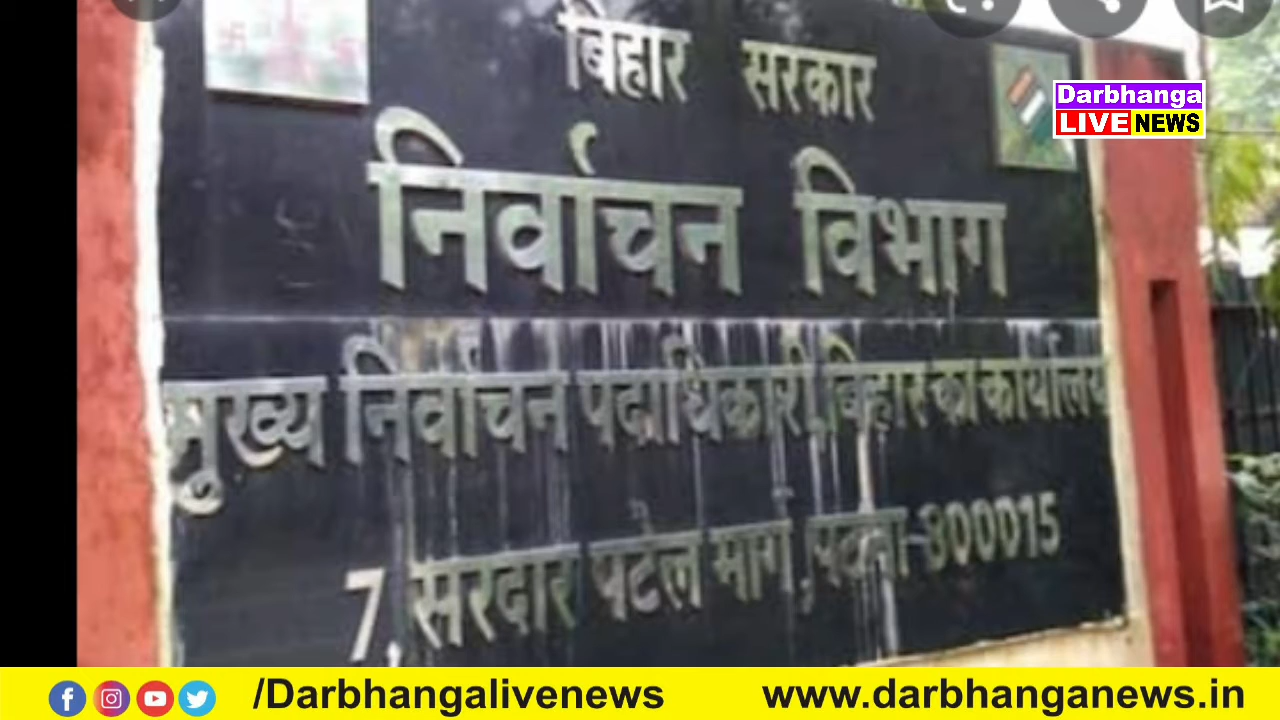 बिहार सरकार
Darbhanga
LIVE NEWS
निर्वाचन विभाग
मुख्य निर्वाचन पदाधिकारी, बिहार का कार्यालय
7, सरदार पटेल मार्ग, पटना-800015
/Darbhangalivenews www.darbhanganews.in